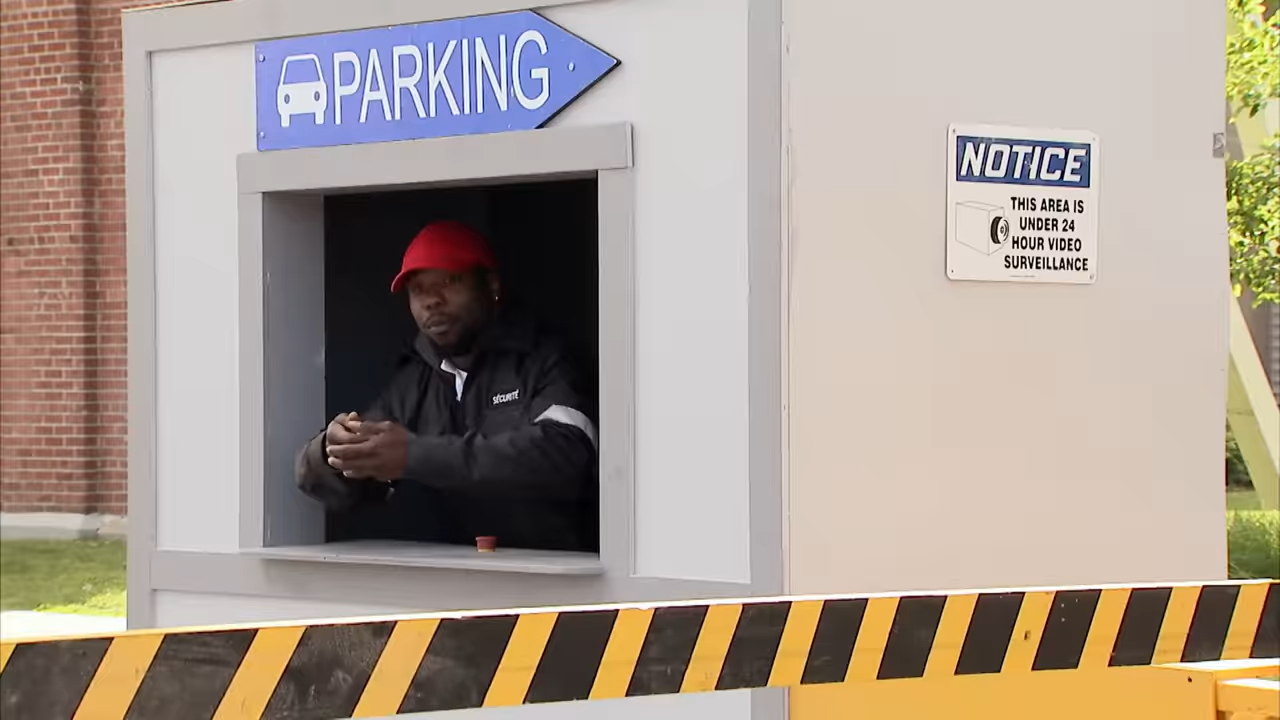 PARKING
NOTICE
THIS AREA IS
UNDER 24
HOUR VIDEO
SURVEILLANCE
SÉCURITÉ